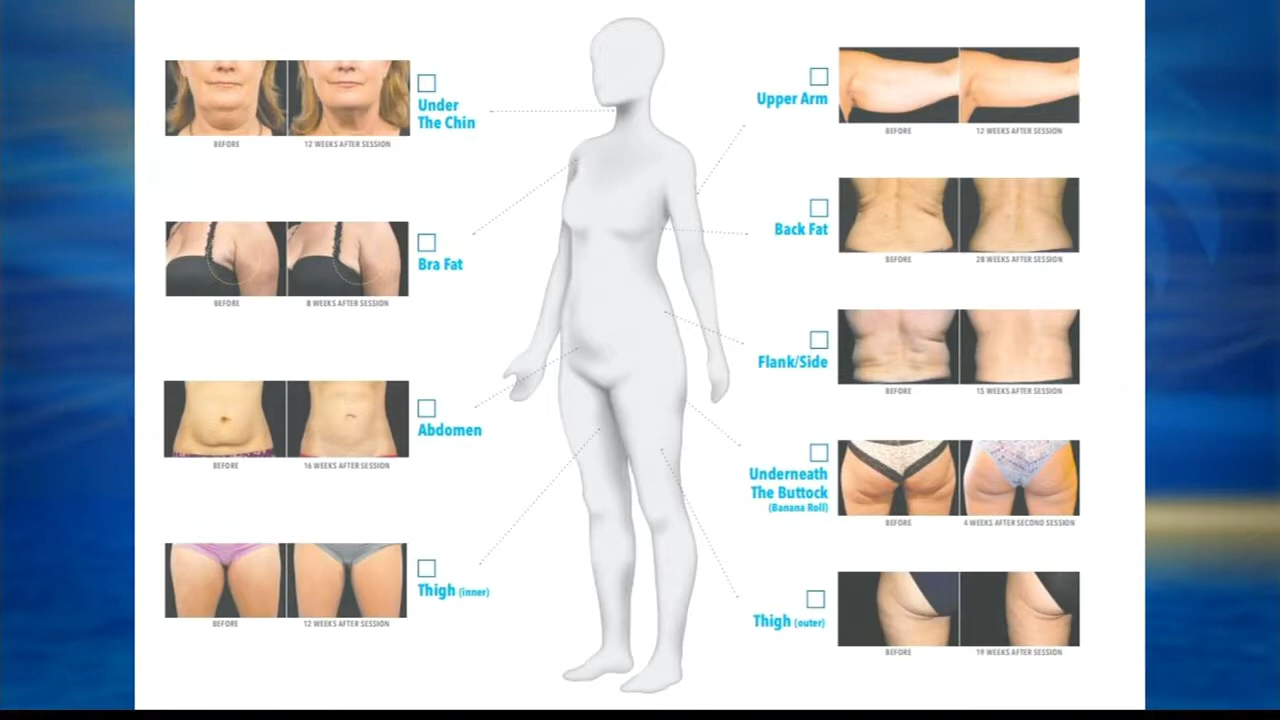 Under
The Chin
BEFORE
12 WEEKS AFTER SESSION
Bra Fat
BEFORE
8 WEEKS AFTER SESSION
Abdomen
BEFORE
16 WEEKS AFTER SESSION
Thigh (inner)
BEFORE
12 WEEKS AFTER SESSION
Upper Arm
BEFORE
12 WEEKS AFTER SESSION
Back Fat
BEFORE
28 WEEKS AFTER SESSION
Flank/Side
BEFORE
15 WEEKS AFTER SESSION
Underneath
The Buttock
(Banana Roll)
BEFORE
4 WEEKS AFTER SECOND SESSION
Thigh (outer)
BEFORE
19 WEEKS AFTER SESSION